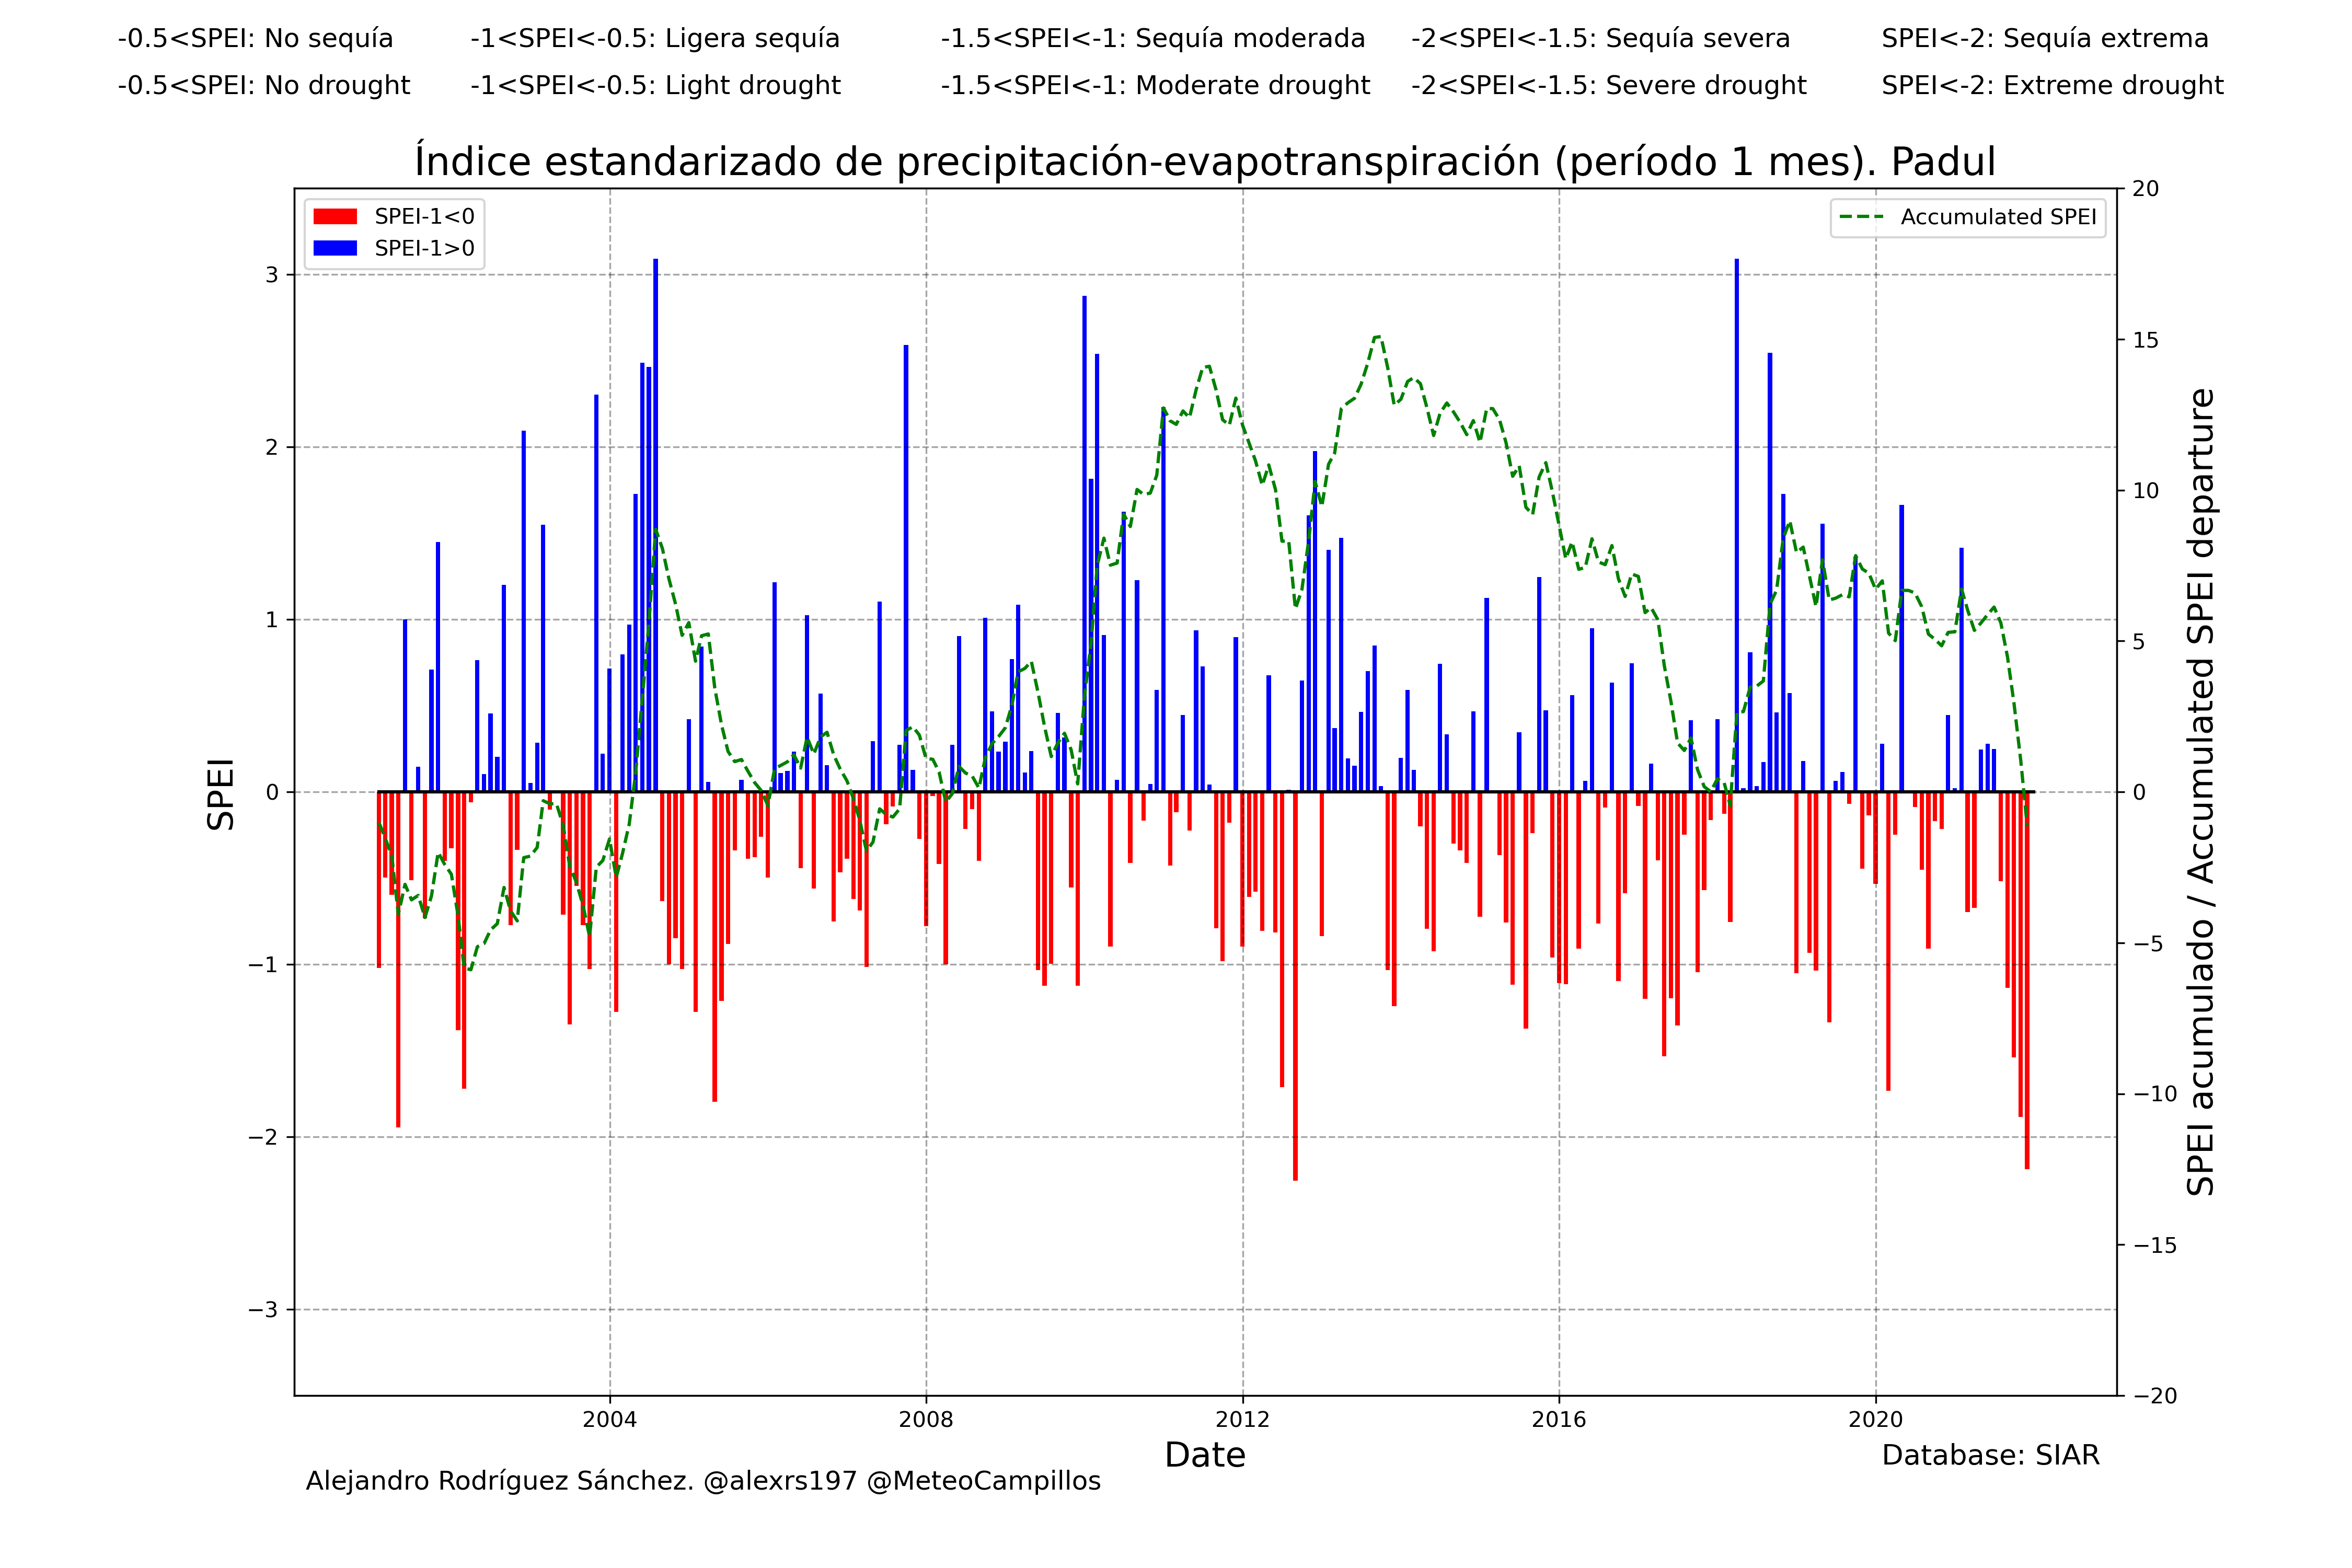 -0.5<SPEI: No sequía -1<SPEI<-0.5: Ligera sequía -1.5<SPEI<-1: Sequía moderada -2<SPEI<-1.5: Sequía severa SPEI<-2: Sequía extrema
-0.5<SPEI: No drought -1<SPEI<-0.5: Light drought -1.5<SPEI<-1: Moderate drought -2<SPEI<-1.5: Severe drought SPEI<-2: Extreme drought
Índice estandarizado de precipitación-evapotranspiración (período 1 mes). Padul
SPEI-1<0
SPEI-1>0
Accumulated SPEI
SPEI
3
2
1
0
−1
−2
−3
20
15
10
5
0
−5
−10
−15
−20
SPEI acumulado / Accumulated SPEI departure
2004 2008 2012 2016 2020
Date
Database: SIAR
Alejandro Rodríguez Sánchez. @alexrs197 @MeteoCampillos